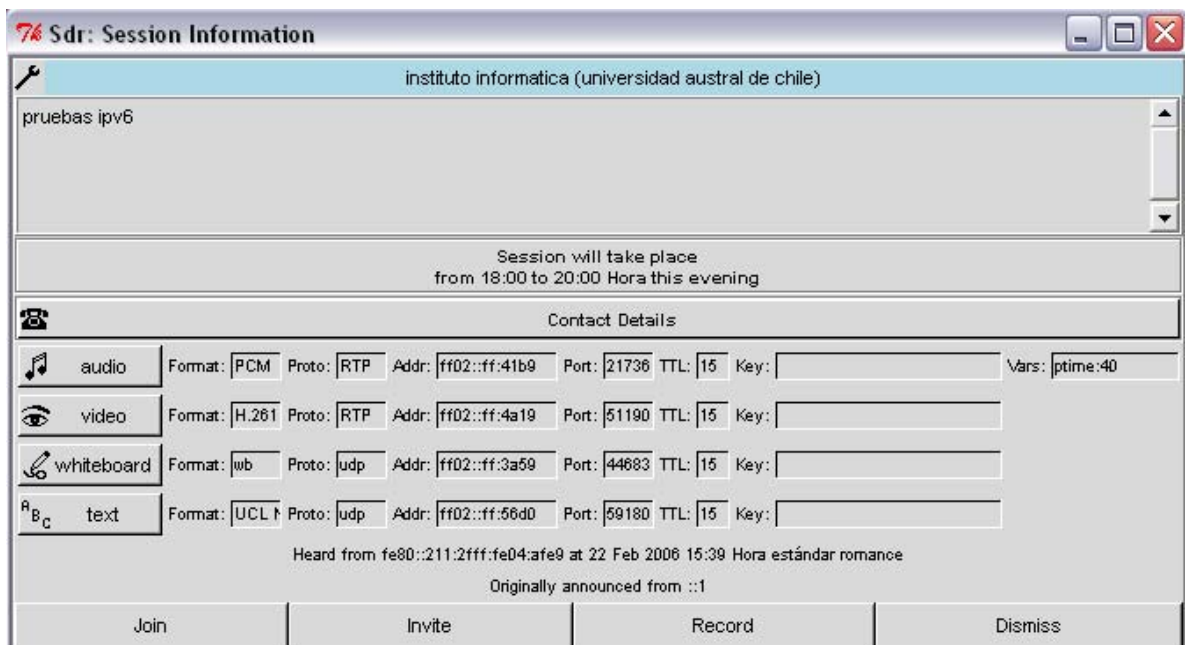 Sdr: Session Information
instituto informatica (universidad austral de chile)
pruebas ipv6
Session will take place
from 18:00 to 20:00 Hora this evening
Contact Details
audio Format: PCM Proto: RTP Addr: ff02::ff:41b9 Port: 21736 TTL: 15 Key: Vars: ptime:40
video Format: H.261 Proto: RTP Addr: ff02::ff:4a19 Port: 51190 TTL: 15 Key:
whiteboard Format: wb Proto: udp Addr: ff02::ff:3a59 Port: 44683 TTL: 15 Key:
ABC text Format: UCL N Proto: udp Addr: ff02::ff:56d0 Port: 59180 TTL: 15 Key:
Heard from fe80::211:2fff:fe04:afe9 at 22 Feb 2006 15:39 Hora estándar romance
Originally announced from ::1
Join Invite Record Dismiss